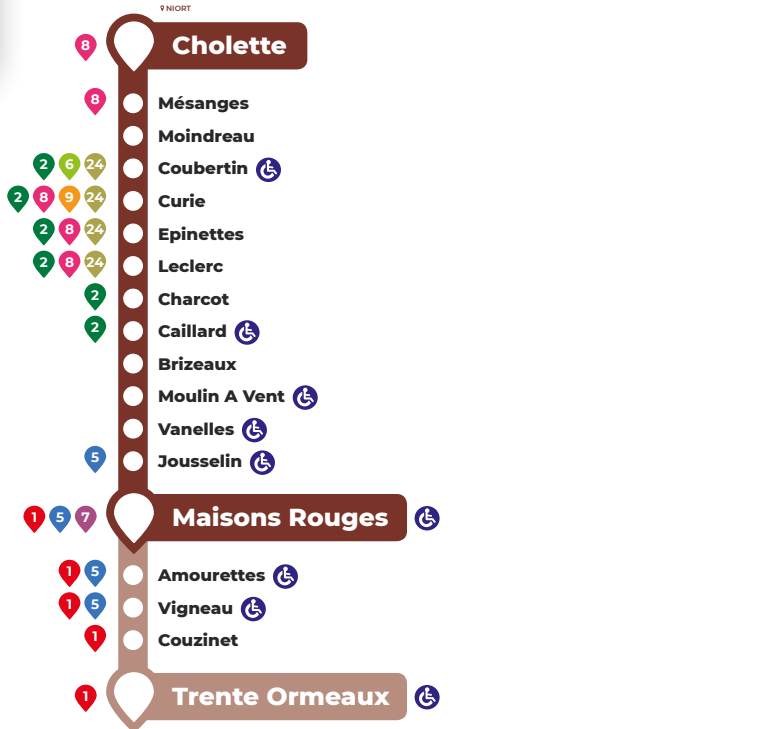 NIORT
8 Cholette
8 Mésanges
Moindreau
2 6 24 Coubertin
2 8 9 24 Curie
2 8 24 Epinettes
2 8 24 Leclerc
2 Charcot
2 Caillard
Brizeaux
Moulin A Vent
Vanelles
5 Jousselin
1 5 7 Maisons Rouges
1 5 Amourettes
1 5 Vigneau
1 Couzinet
1 Trente Ormeaux